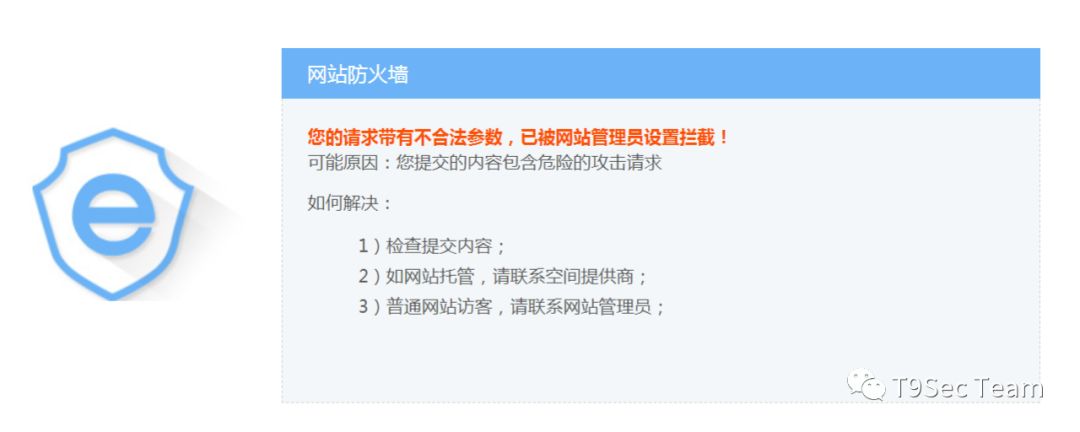 网站防火墙
您的请求带有不合法参数，已被网站管理员设置拦截！
可能原因：您提交的内容包含危险的攻击请求
如何解决：
1）检查提交内容；
2）如网站托管，请联系空间提供商；
3）普通网站访客，请联系网站管理员；
T9Sec Team